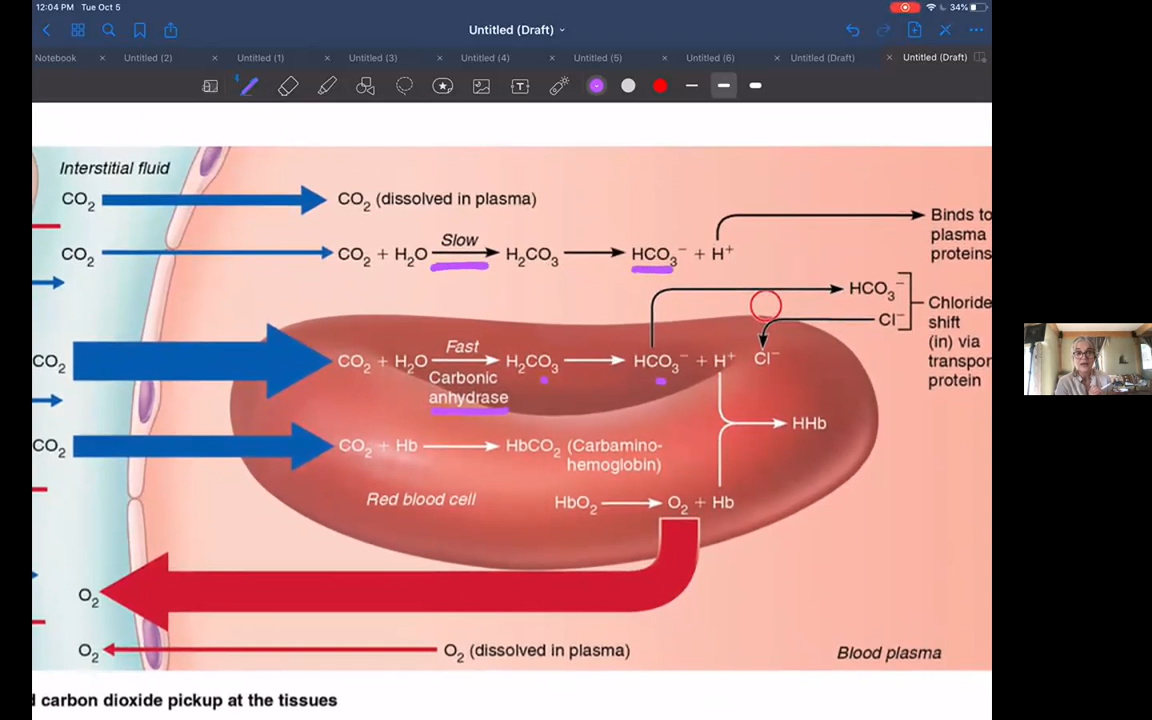 12:04 PM Tue Oct 5
34%
Untitled (Draft)
Notebook
Untitled (2)
Untitled (1)
Untitled (3)
Untitled (4)
Untitled (5)
Untitled (6)
Untitled (Draft)
Untitled (Draft)
Interstitial fluid
CO₂
CO₂ (dissolved in plasma)
CO₂
CO₂ + H₂O
Slow
H₂CO₃
HCO₃⁻ + H⁺
Binds to
plasma
proteins
HCO₃⁻
Cl⁻
Chloride
shift
(in) via
transpor
protein
CO₂
CO₂ + H₂O
Fast
Carbonic
anhydrase
H₂CO₃
HCO₃⁻ + H⁺
Cl⁻
HHb
CO₂
CO₂ + Hb
HbCO₂ (Carbamino-
hemoglobin)
Red blood cell
HbO₂
O₂ + Hb
O₂
O₂
O₂ (dissolved in plasma)
Blood plasma
d carbon dioxide pickup at the tissues